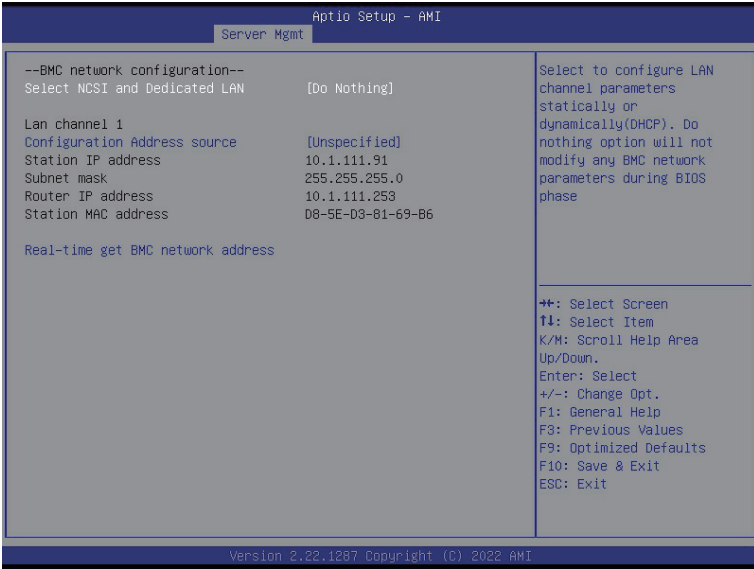 Aptio Setup - AMI
Server Mgmt
--BMC network configuration--
Select NCSI and Dedicated LAN [Do Nothing]
Lan channel 1
Configuration Address source [Unspecified]
Station IP address 10.1.111.91
Subnet mask 255.255.255.0
Router IP address 10.1.111.253
Station MAC address D8-5E-D3-81-69-B6
Real-time get BMC network address
Select to configure LAN
channel parameters
statically or
dynamically(DHCP). Do
nothing option will not
modify any BMC network
parameters during BIOS
phase
→←: Select Screen
↑↓: Select Item
K/M: Scroll Help Area
Up/Down.
Enter: Select
+/-: Change Opt.
F1: General Help
F3: Previous Values
F9: Optimized Defaults
F10: Save & Exit
ESC: Exit
Version 2.22.1287 Copyright (C) 2022 AMI